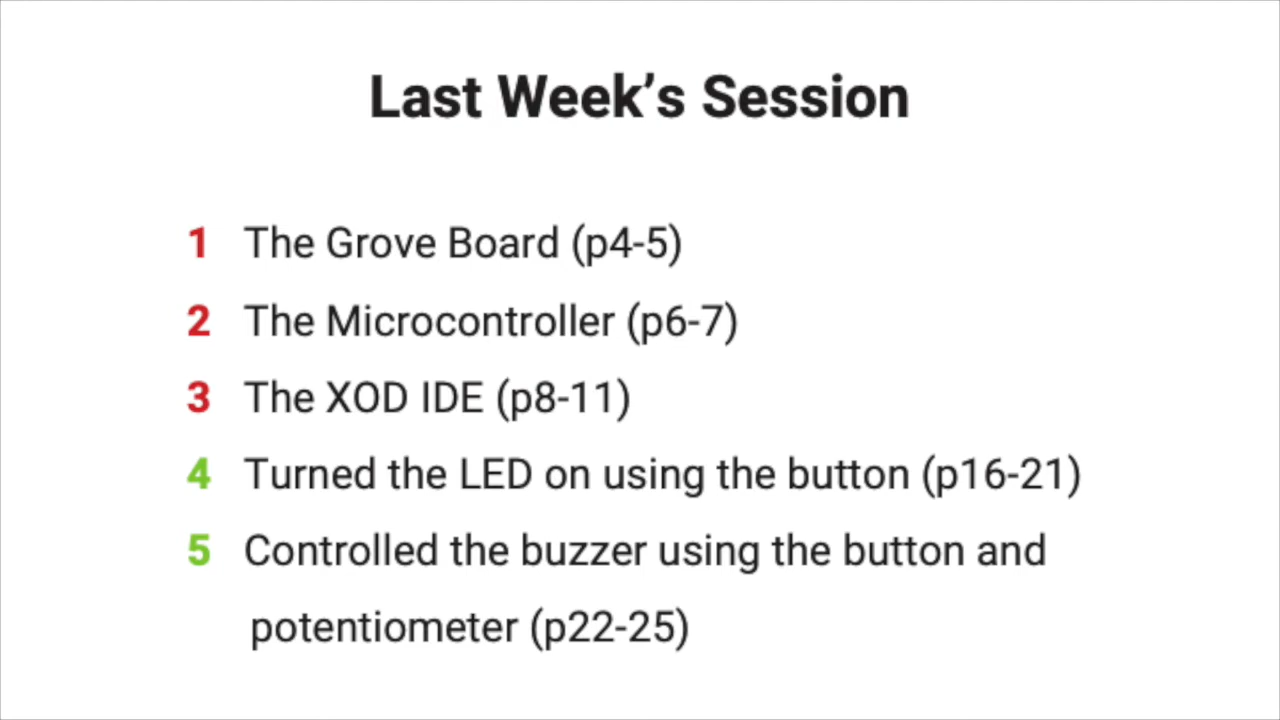 Last Week’s Session
1 The Grove Board (p4-5)
2 The Microcontroller (p6-7)
3 The XOD IDE (p8-11)
4 Turned the LED on using the button (p16-21)
5 Controlled the buzzer using the button and
potentiometer (p22-25)